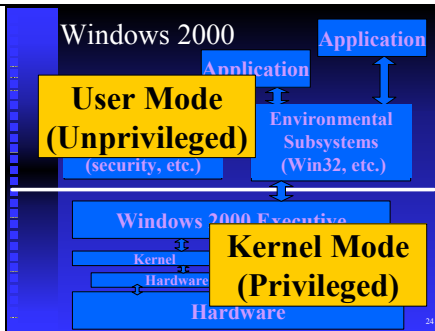 Windows 2000
Application
Application
User Mode
(Unprivileged)
(security, etc.)
Environmental
Subsystems
(Win32, etc.)
Windows 2000 Executive
Kernel
Hardware
Kernel Mode
(Privileged)
Hardware
24